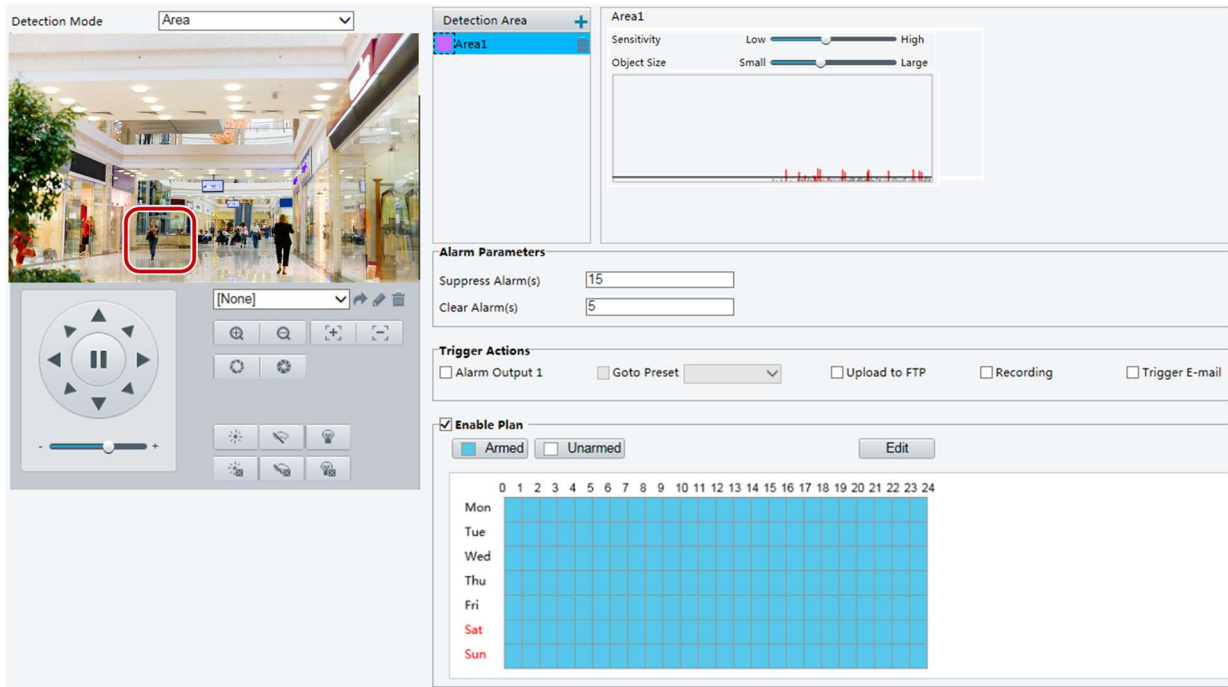 Detection Mode Area
[None]
- +
Detection Area +
Area1
Area1
Sensitivity Low High
Object Size Small Large
Alarm Parameters
Suppress Alarm(s) 15
Clear Alarm(s) 5
Trigger Actions
Alarm Output 1 Goto Preset Upload to FTP Recording Trigger E-mail
Enable Plan
Armed Unarmed Edit
0 1 2 3 4 5 6 7 8 9 10 11 12 13 14 15 16 17 18 19 20 21 22 23 24
Mon
Tue
Wed
Thu
Fri
Sat
Sun